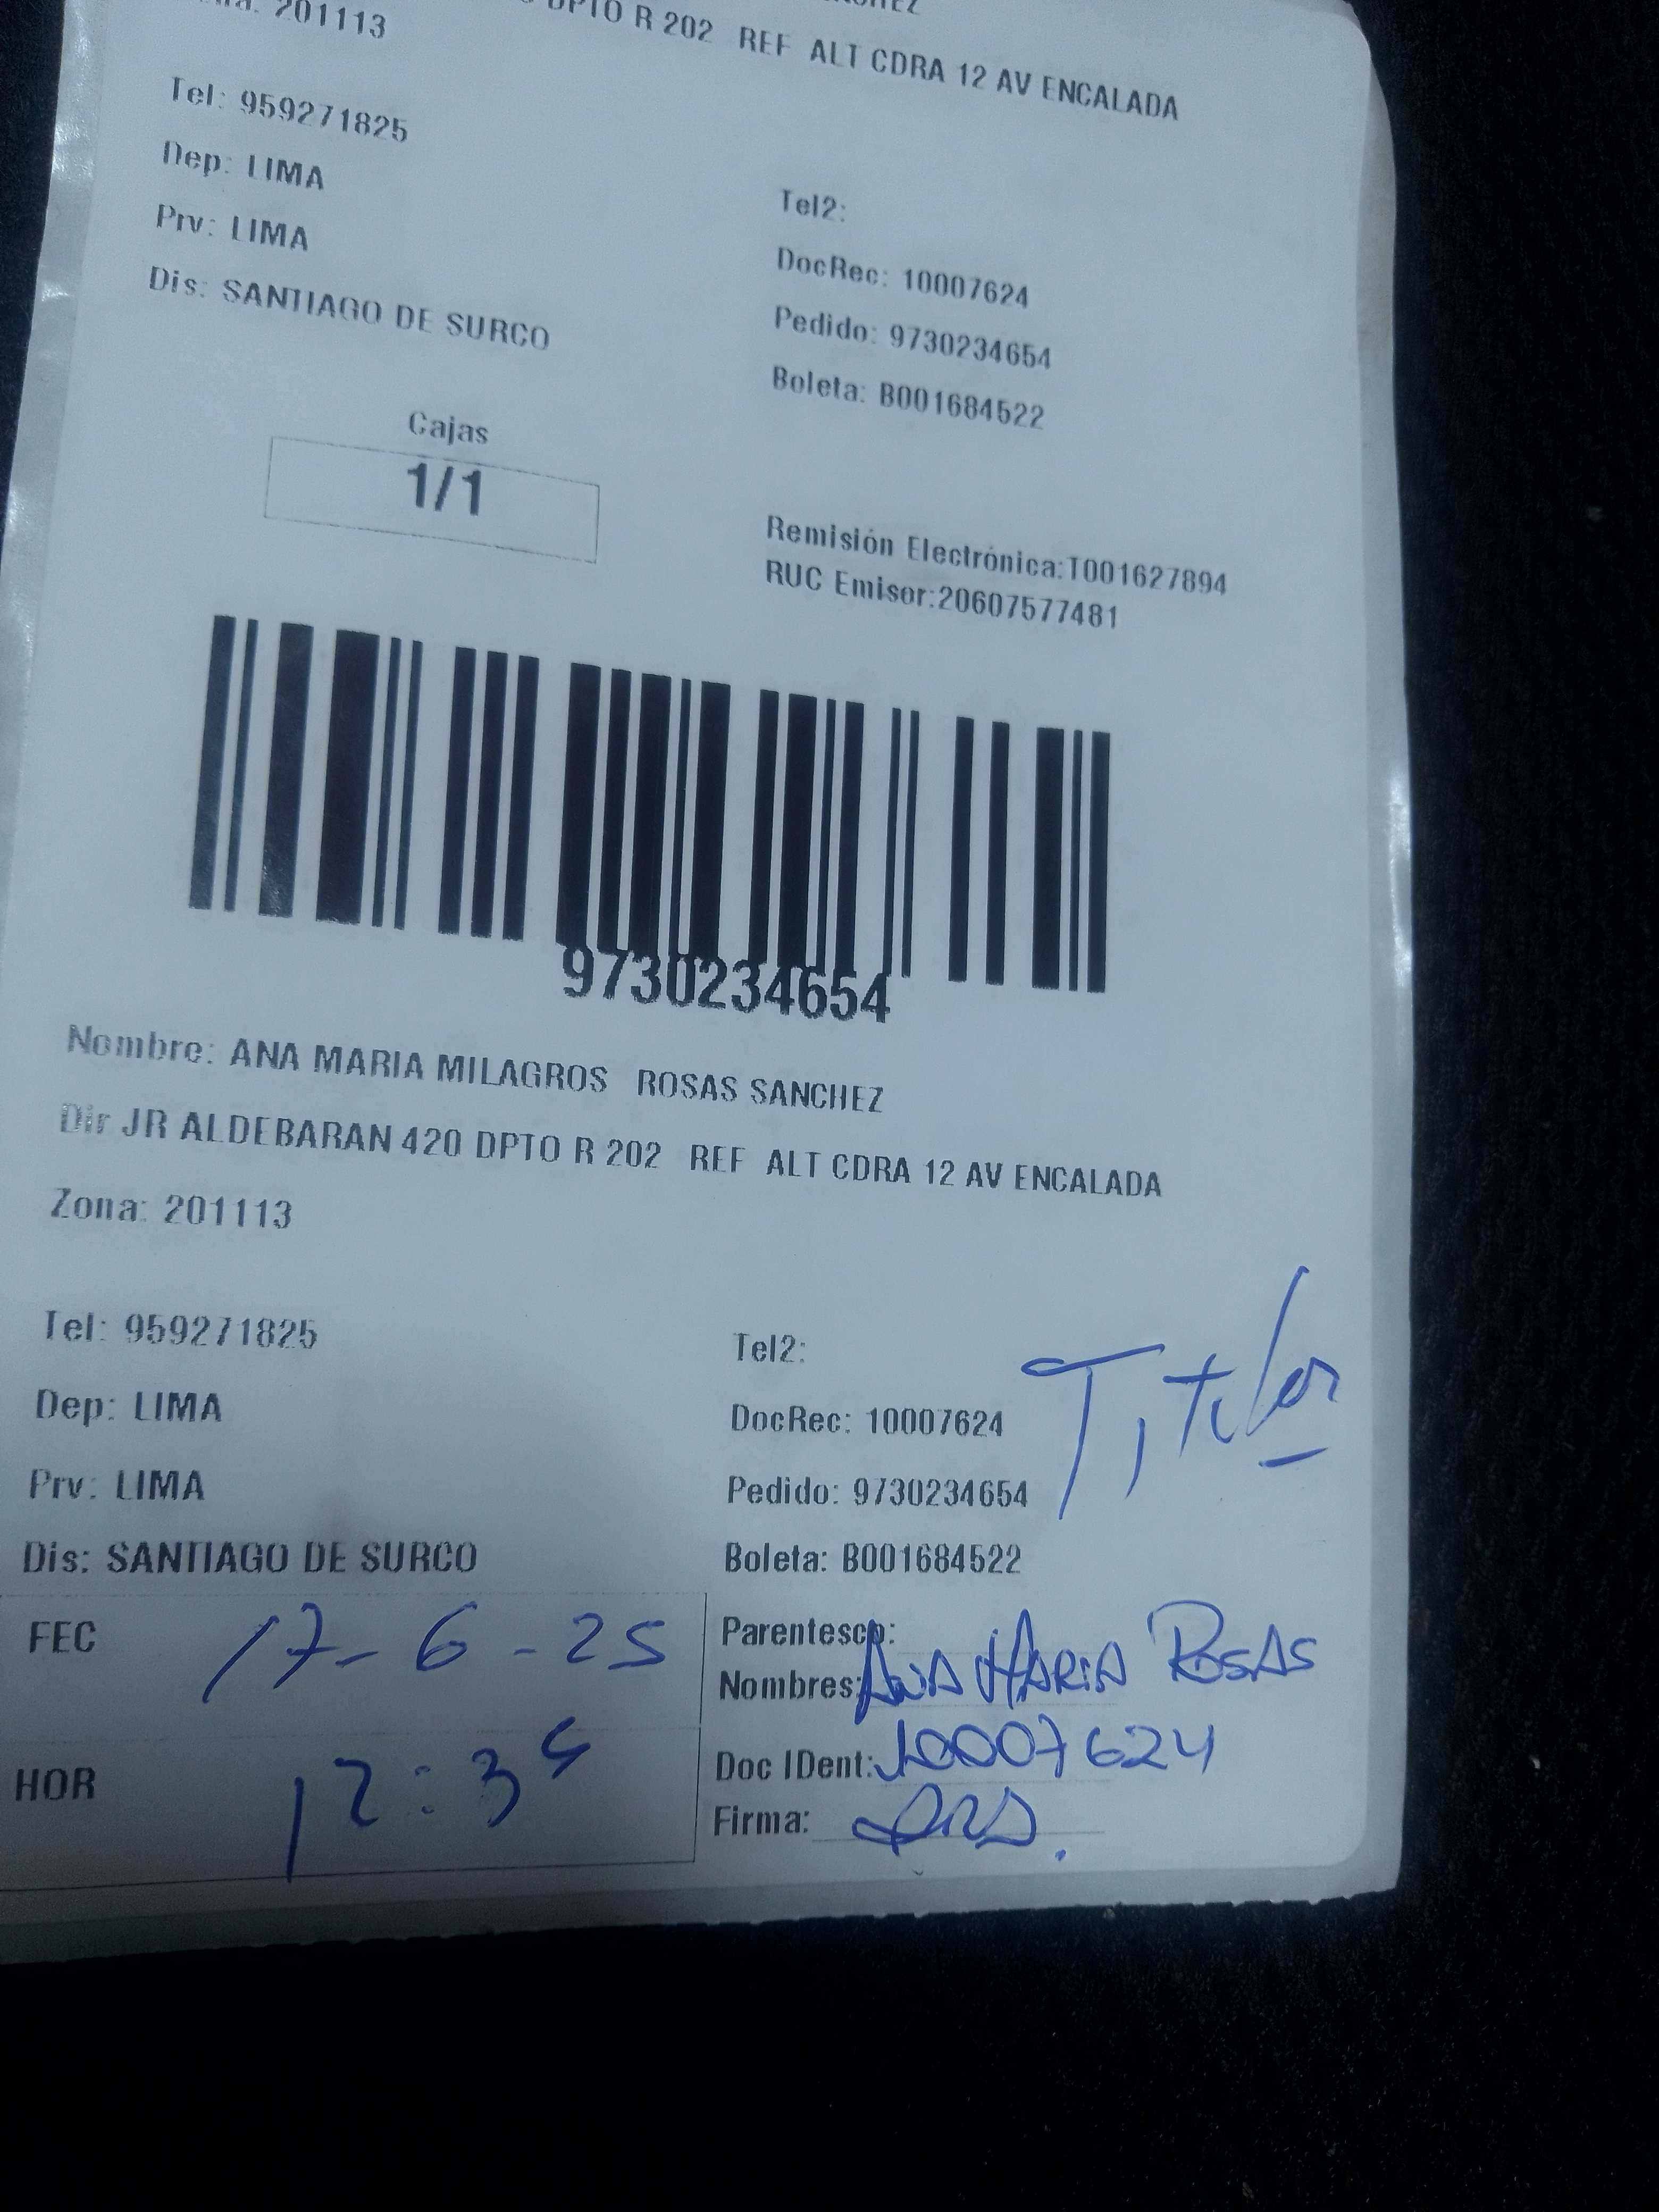 201113
DPTO R 202 REF ALT CDRA 12 AV ENCALADA
Tel: 959271825
Dep: LIMA
Prv: LIMA
Dis: SANTIAGO DE SURCO
Tel2:
DocRec: 10007624
Pedido: 9730234654
Boleta: B001684522
Cajas
1/1
Remisión Electrónica:T001627894
RUC Emisor:20607577481
9730234654
Nombre: ANA MARIA MILAGROS ROSAS SANCHEZ
Dir JR ALDEBARAN 420 DPTO R 202 REF ALT CDRA 12 AV ENCALADA
Zona: 201113
Tel: 959271825
Dep: LIMA
Prv: LIMA
Dis: SANTIAGO DE SURCO
Tel2:
DocRec: 10007624
Pedido: 9730234654
Boleta: B001684522
Titular
FEC 17-6-25
HOR
Parentesco:
Nombres: ANA MARIA ROSAS
Doc IDent: 10007624
Firma: